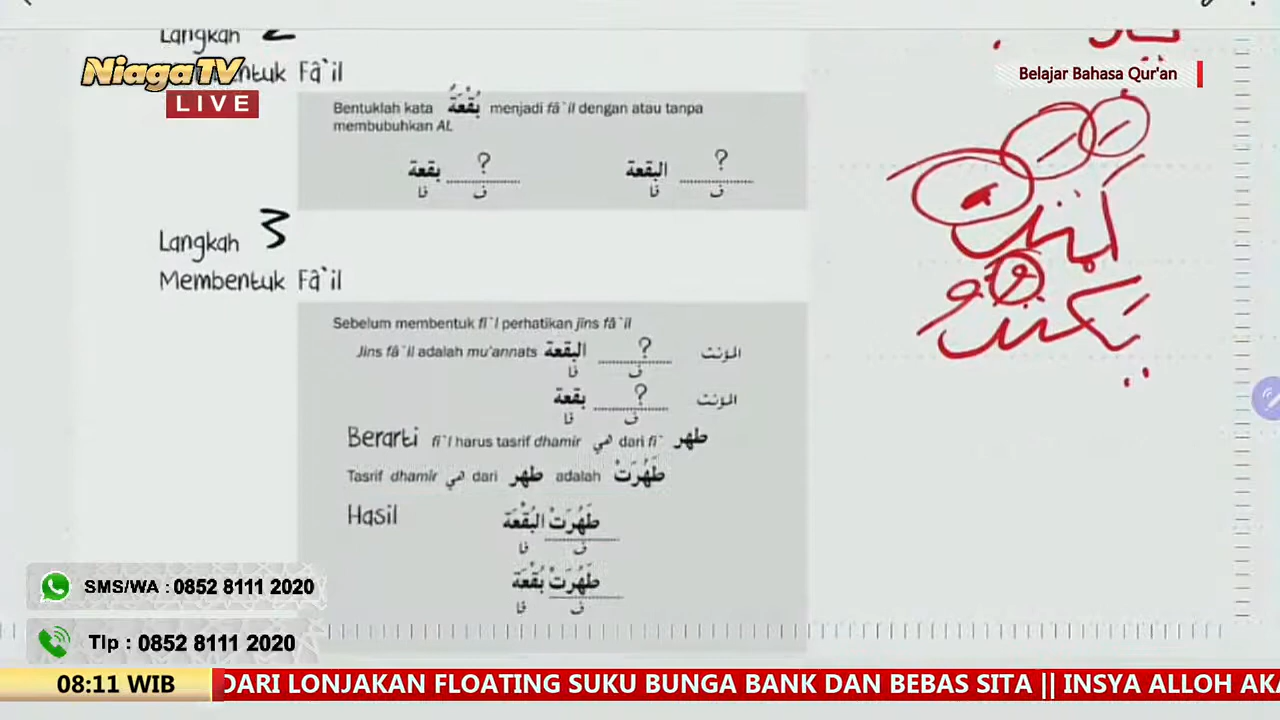 Langkah 2
NiagaTV
LIVE
ntuk Fâ`il
Belajar Bahasa Qur'an
Bentuklah kata بُقْعَةٌ menjadi fâ`il dengan atau tanpa
membubuhkan AL
بقعة ? البقعة ?
فا ف فا ف
Langkah 3
Membentuk Fâ`il
Sebelum membentuk fi`l perhatikan jins fâ`il
Jins fâ`il adalah mu'annats البقعة ? المؤنث
فا ف
بقعة ? المؤنث
فا ف
Berarti fi`l harus tasrif dhamir هي dari fi` طهر
Tasrif dhamir هي dari طهر adalah طَهُرَتْ
Hasil طَهُرَتْ البُقْعَة
فا ف
طَهُرَتْ بُقْعَة
فا ف
SMS/WA : 0852 8111 2020
Tlp : 0852 8111 2020
08:11 WIB
DARI LONJAKAN FLOATING SUKU BUNGA BANK DAN BEBAS SITA || INSYA ALLOH AKA